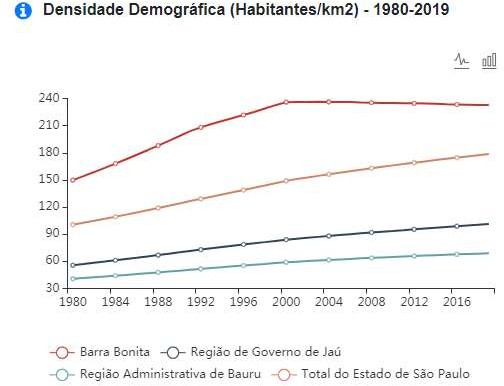 Densidade Demográfica (Habitantes/km2) - 1980-2019
240
210
180
150
120
90
60
30
1980 1984 1988 1992 1996 2000 2004 2008 2012 2016
Barra Bonita Região de Governo de Jaú
Região Administrativa de Bauru Total do Estado de São Paulo